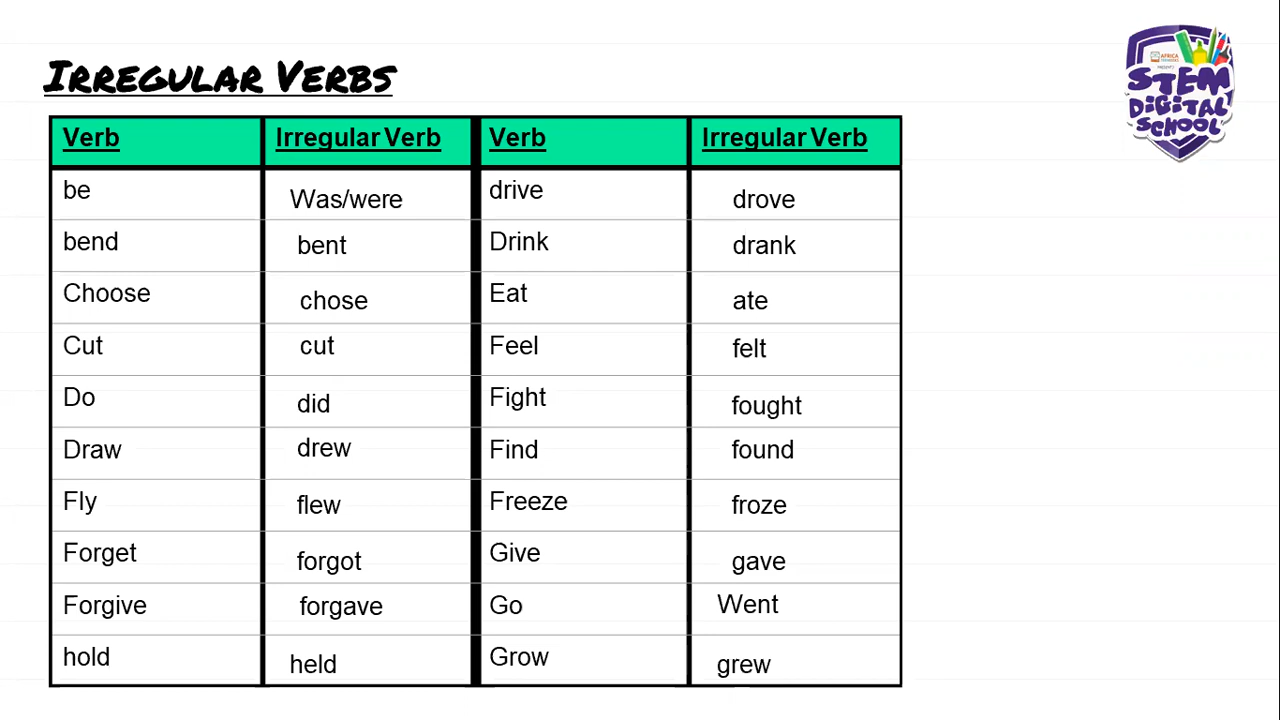 Irregular Verbs
AFRICA
STEM
DIGITAL
SCHOOL
Verb Irregular Verb Verb Irregular Verb
be Was/were drive drove
bend bent Drink drank
Choose chose Eat ate
Cut cut Feel felt
Do did Fight fought
Draw drew Find found
Fly flew Freeze froze
Forget forgot Give gave
Forgive forgave Go Went
hold held Grow grew